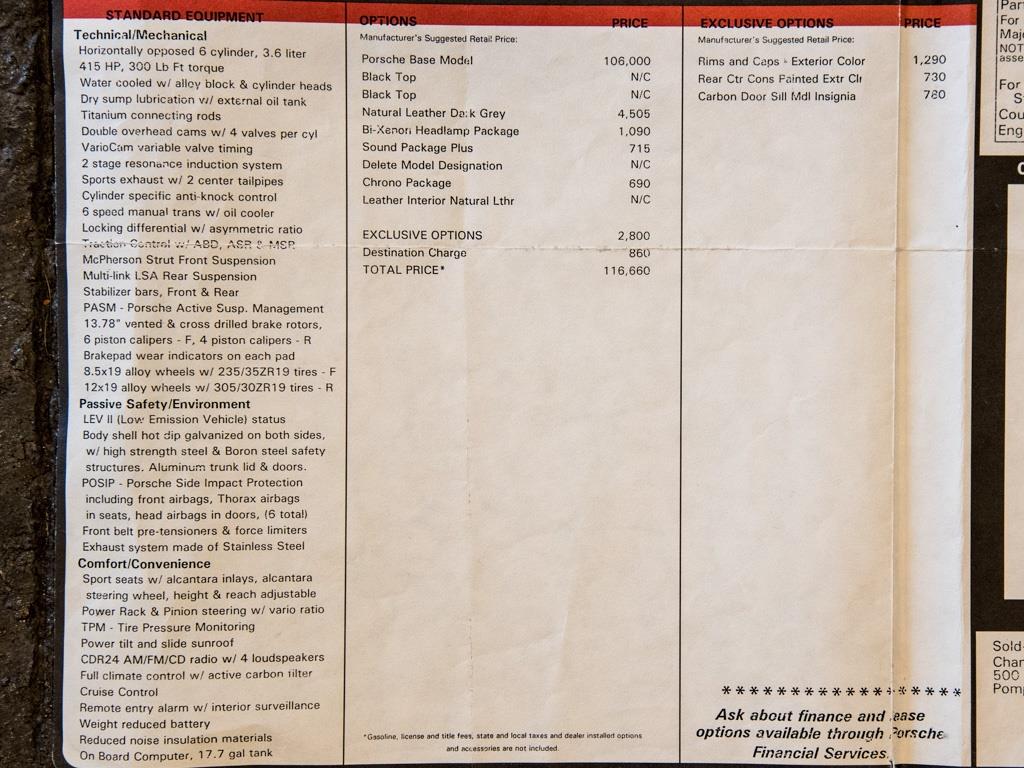 STANDARD EQUIPMENT
Technical/Mechanical
Horizontally opposed 6 cylinder, 3.6 liter
415 HP, 300 Lb Ft torque
Water cooled w/ alloy block & cylinder heads
Dry sump lubrication w/ external oil tank
Titanium connecting rods
Double overhead cams w/ 4 valves per cyl
VarioCam variable valve timing
2 stage resonance induction system
Sports exhaust w/ 2 center tailpipes
Cylinder specific anti-knock control
6 speed manual trans w/ oil cooler
Locking differential w/ asymmetric ratio
Traction Control w/ ABD, ASR & MSR
McPherson Strut Front Suspension
Multi-link LSA Rear Suspension
Stabilizer bars, Front & Rear
PASM - Porsche Active Susp. Management
13.78" vented & cross drilled brake rotors,
6 piston calipers - F, 4 piston calipers - R
Brakepad wear indicators on each pad
8.5x19 alloy wheels w/ 235/35ZR19 tires - F
12x19 alloy wheels w/ 305/30ZR19 tires - R
Passive Safety/Environment
LEV II (Low Emission Vehicle) status
Body shell hot dip galvanized on both sides,
w/ high strength steel & Boron steel safety
structures. Aluminum trunk lid & doors.
POSIP - Porsche Side Impact Protection
including front airbags, Thorax airbags
in seats, head airbags in doors, (6 total)
Front belt pre-tensioners & force limiters
Exhaust system made of Stainless Steel
Comfort/Convenience
Sport seats w/ alcantara inlays, alcantara
steering wheel, height & reach adjustable
Power Rack & Pinion steering w/ vario ratio
TPM - Tire Pressure Monitoring
Power tilt and slide sunroof
CDR24 AM/FM/CD radio w/ 4 loudspeakers
Full climate control w/ active carbon filter
Cruise Control
Remote entry alarm w/ interior surveillance
Weight reduced battery
Reduced noise insulation materials
On Board Computer, 17.7 gal tank
OPTIONS PRICE
Manufacturer's Suggested Retail Price:
Porsche Base Model 106,000
Black Top N/C
Black Top N/C
Natural Leather Dark Grey 4,505
Bi-Xenon Headlamp Package 1,090
Sound Package Plus 715
Delete Model Designation N/C
Chrono Package 690
Leather Interior Natural Lthr N/C
EXCLUSIVE OPTIONS 2,800
Destination Charge 860
TOTAL PRICE* 116,660
*Gasoline, license and title fees, state and local taxes and dealer installed options
and accessories are not included.
EXCLUSIVE OPTIONS PRICE
Manufacturer's Suggested Retail Price:
Rims and Caps - Exterior Color 1,290
Rear Ctr Cons Painted Extr Clr 730
Carbon Door Sill Mdl Insignia 780
********************
Ask about finance and lease
options available through Porsche
Financial Services.
For
NOT
For
Sold
500